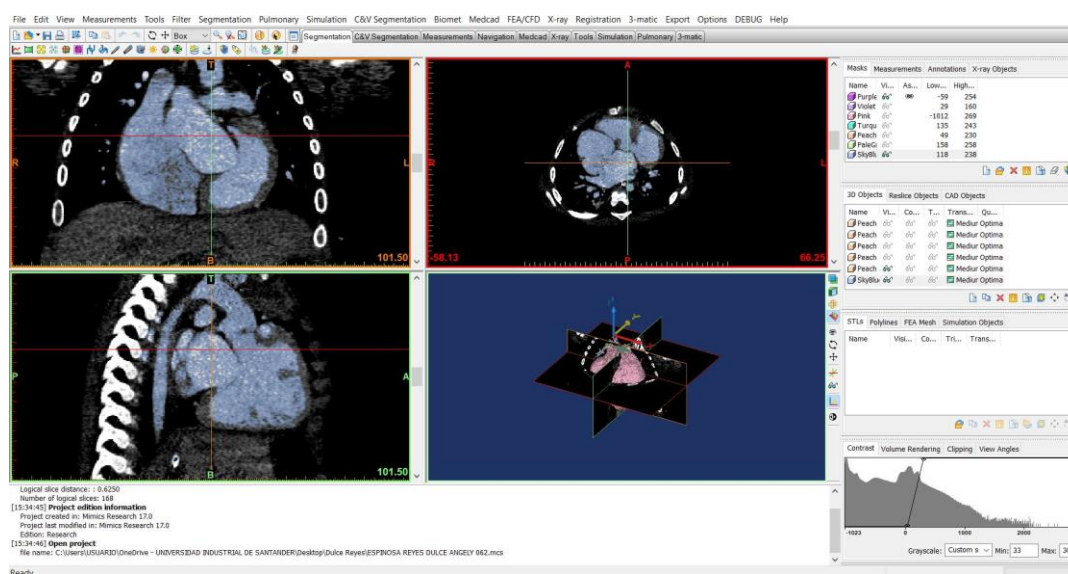 File Edit View Measurements Tools Filter Segmentation Pulmonary Simulation C&V Segmentation Biomet Medcad FEA/CFD X-ray Registration 3-matic Export Options DEBUG Help
Box Segmentation C&V Segmentation Measurements Navigation Medcad X-ray Tools Simulation Pulmonary 3-matic
T
R
L
B
101.50
A
R
L
P
-58.13
66.25
T
P
A
B
101.50
Masks Measurements Annotations X-ray Objects
Name Vi... As... Low... High...
Purple -59 254
Violet 29 160
Pink -1012 269
Turqu 135 243
Peach 49 230
PaleG 158 258
SkyBl 118 238
3D Objects Reslice Objects CAD Objects
Name Vi... Co... T... Trans... Qu...
Peach Mediur Optima
Peach Mediur Optima
Peach Mediur Optima
Peach Mediur Optima
Peach Mediur Optima
SkyBlu Mediur Optima
STLs Polylines FEA Mesh Simulation Objects
Name Visi... Co... Tri... Trans...
Contrast Volume Rendering Clipping View Angles
-1023 0 1000 2000
Grayscale: Custom s Min: 33 Max:
Logical slice distance: : 0.6250
Number of logical slices: 168
[15:34:45] Project edition information
Project created in: Mimics Research 17.0
Project last modified in: Mimics Research 17.0
Edition: Research
[15:34:46] Open project
file name: C:\Users\USUARIO\OneDrive - UNIVERSIDAD INDUSTRIAL DE SANTANDER\Desktop\Dulce Reyes\ESPINOSA REYES DULCE ANGELY 062.mcs
Ready